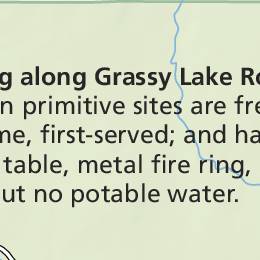 g along Grassy Lake Ro
n primitive sites are fre
me, first-served; and ha
table, metal fire ring,
ut no potable water.